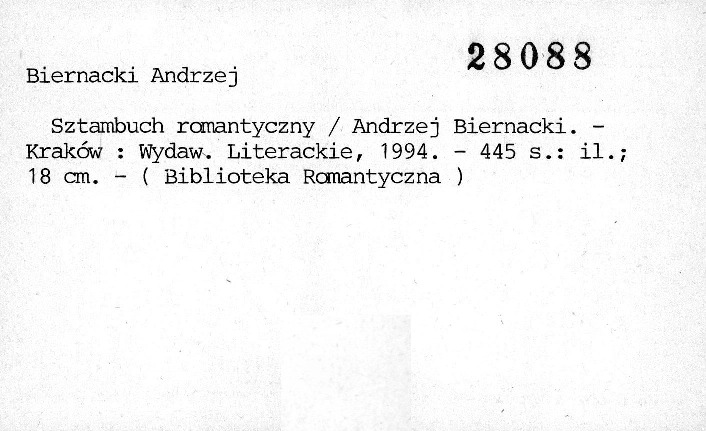 28088
Biernacki Andrzej
Sztambuch romantyczny / Andrzej Biernacki. -
Kraków : Wydaw. Literackie, 1994. - 445 s.: il.;
18 cm. - ( Biblioteka Romantyczna )